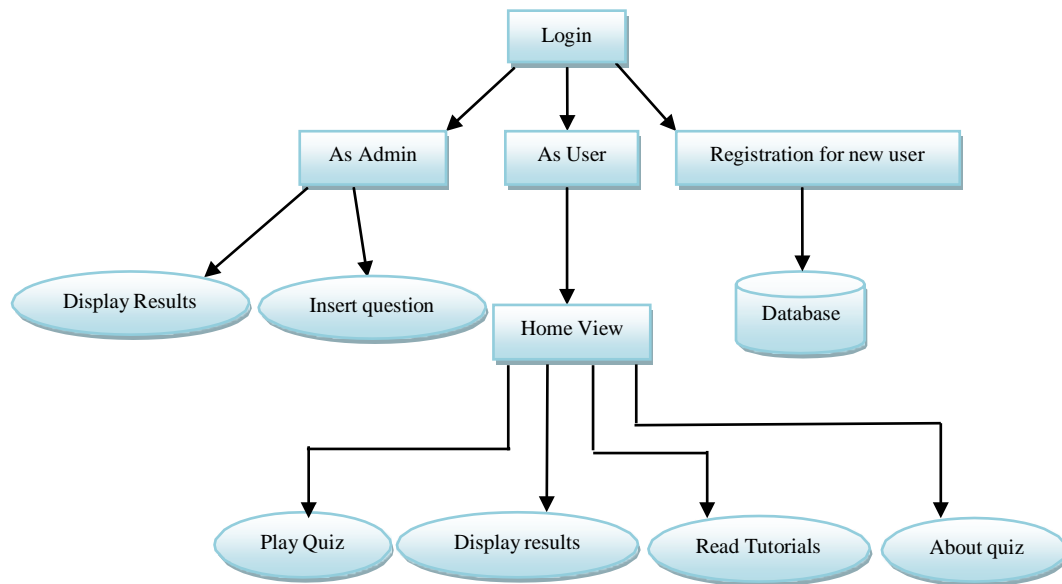 Login
As Admin
As User
Registration for new user
Display Results
Insert question
Home View
Database
Play Quiz
Display results
Read Tutorials
About quiz